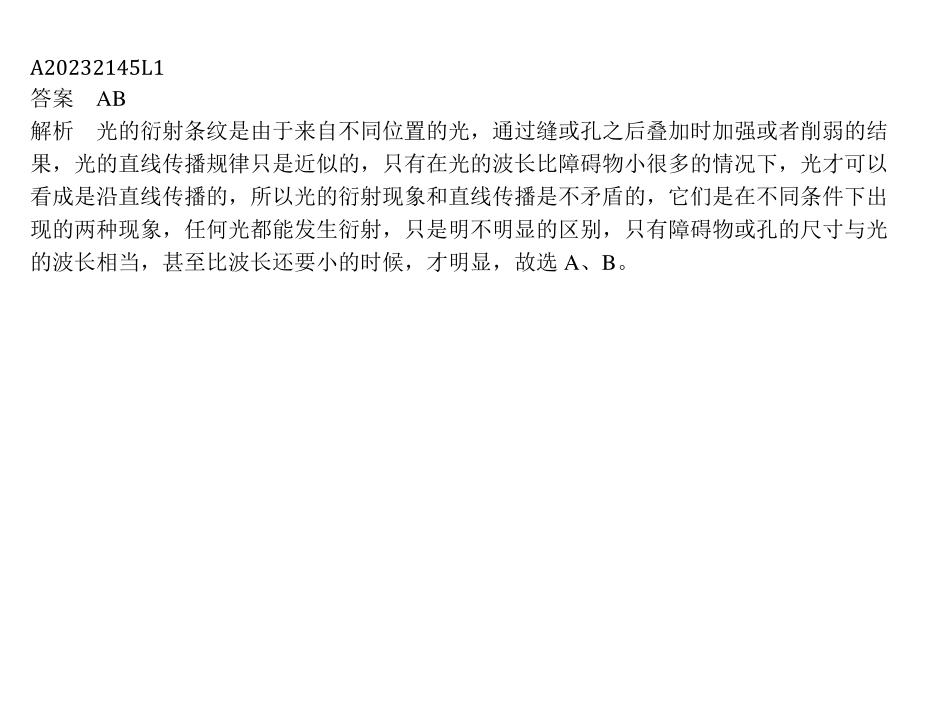 A20232145L1
答案　AB
解析　光的衍射条纹是由于来自不同位置的光，通过缝或孔之后叠加时加强或者削弱的结
果，光的直线传播规律只是近似的，只有在光的波长比障碍物小很多的情况下，光才可以
看成是沿直线传播的，所以光的衍射现象和直线传播是不矛盾的，它们是在不同条件下出
现的两种现象，任何光都能发生衍射，只是明不明显的区别，只有障碍物或孔的尺寸与光
的波长相当，甚至比波长还要小的时候，才明显，故选 A、B。